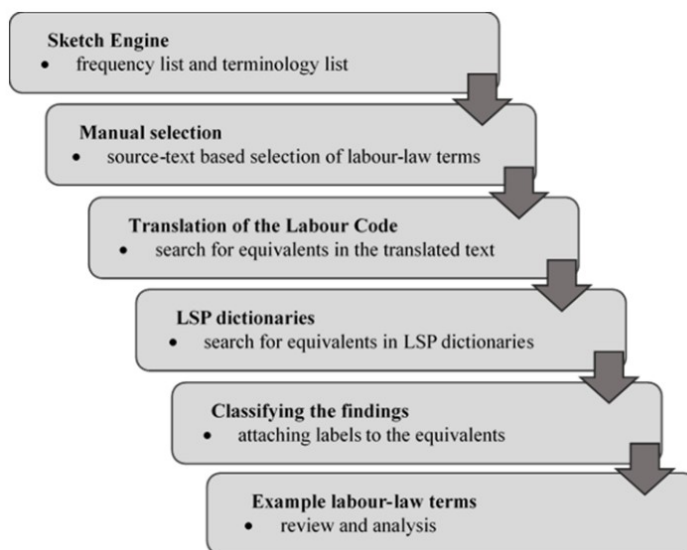 Sketch Engine
• frequency list and terminology list
Manual selection
• source-text based selection of labour-law terms
Translation of the Labour Code
• search for equivalents in the translated text
LSP dictionaries
• search for equivalents in LSP dictionaries
Classifying the findings
• attaching labels to the equivalents
Example labour-law terms
• review and analysis